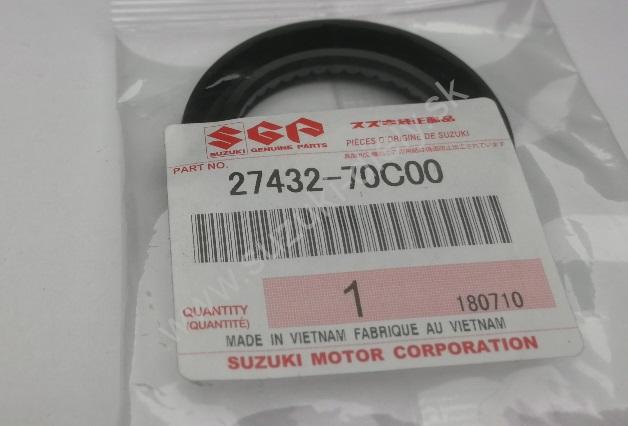 SGP スズキ純正部品
SUZUKI GENUINE PARTS PIÈCES D'ORIGINE DE SUZUKI
PART NO.
27432-70C00
QUANTITY
(QUANTITÉ)
1
180710
MADE IN VIETNAM FABRIQUE AU VIETNAM
SUZUKI MOTOR CORPORATION